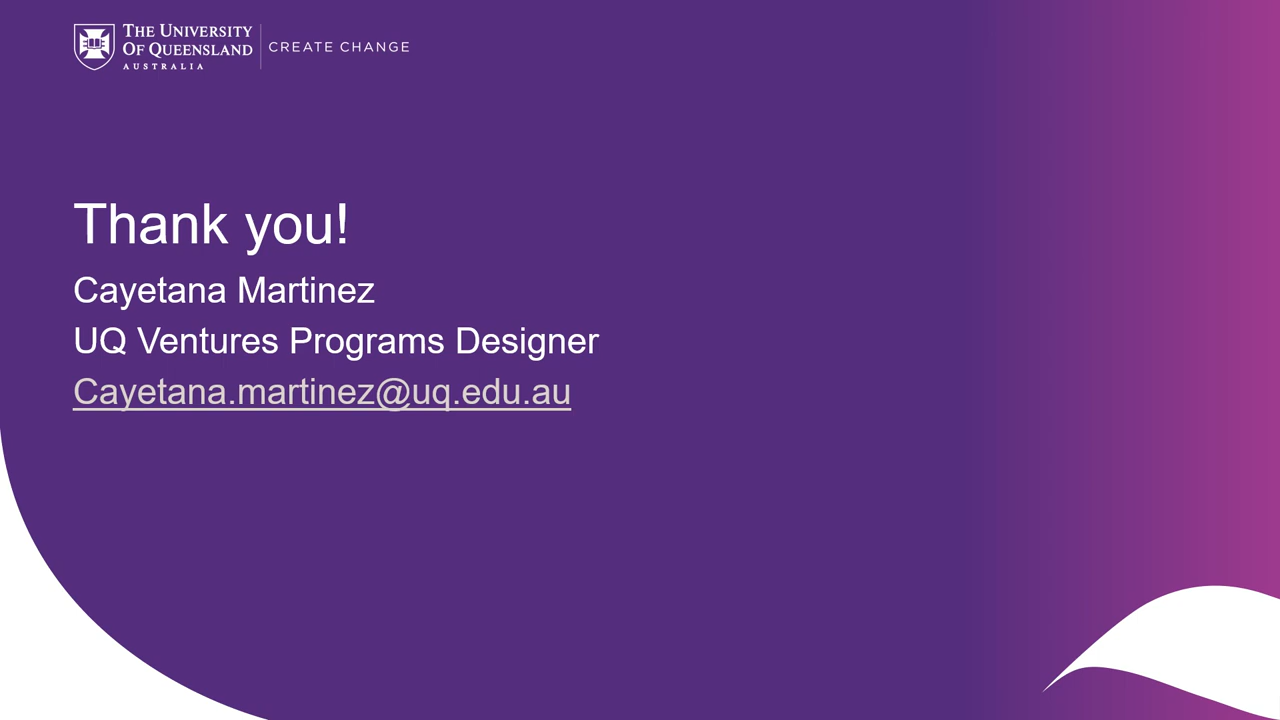 THE UNIVERSITY
OF QUEENSLAND
AUSTRALIA
CREATE CHANGE
Thank you!
Cayetana Martinez
UQ Ventures Programs Designer
Cayetana.martinez@uq.edu.au